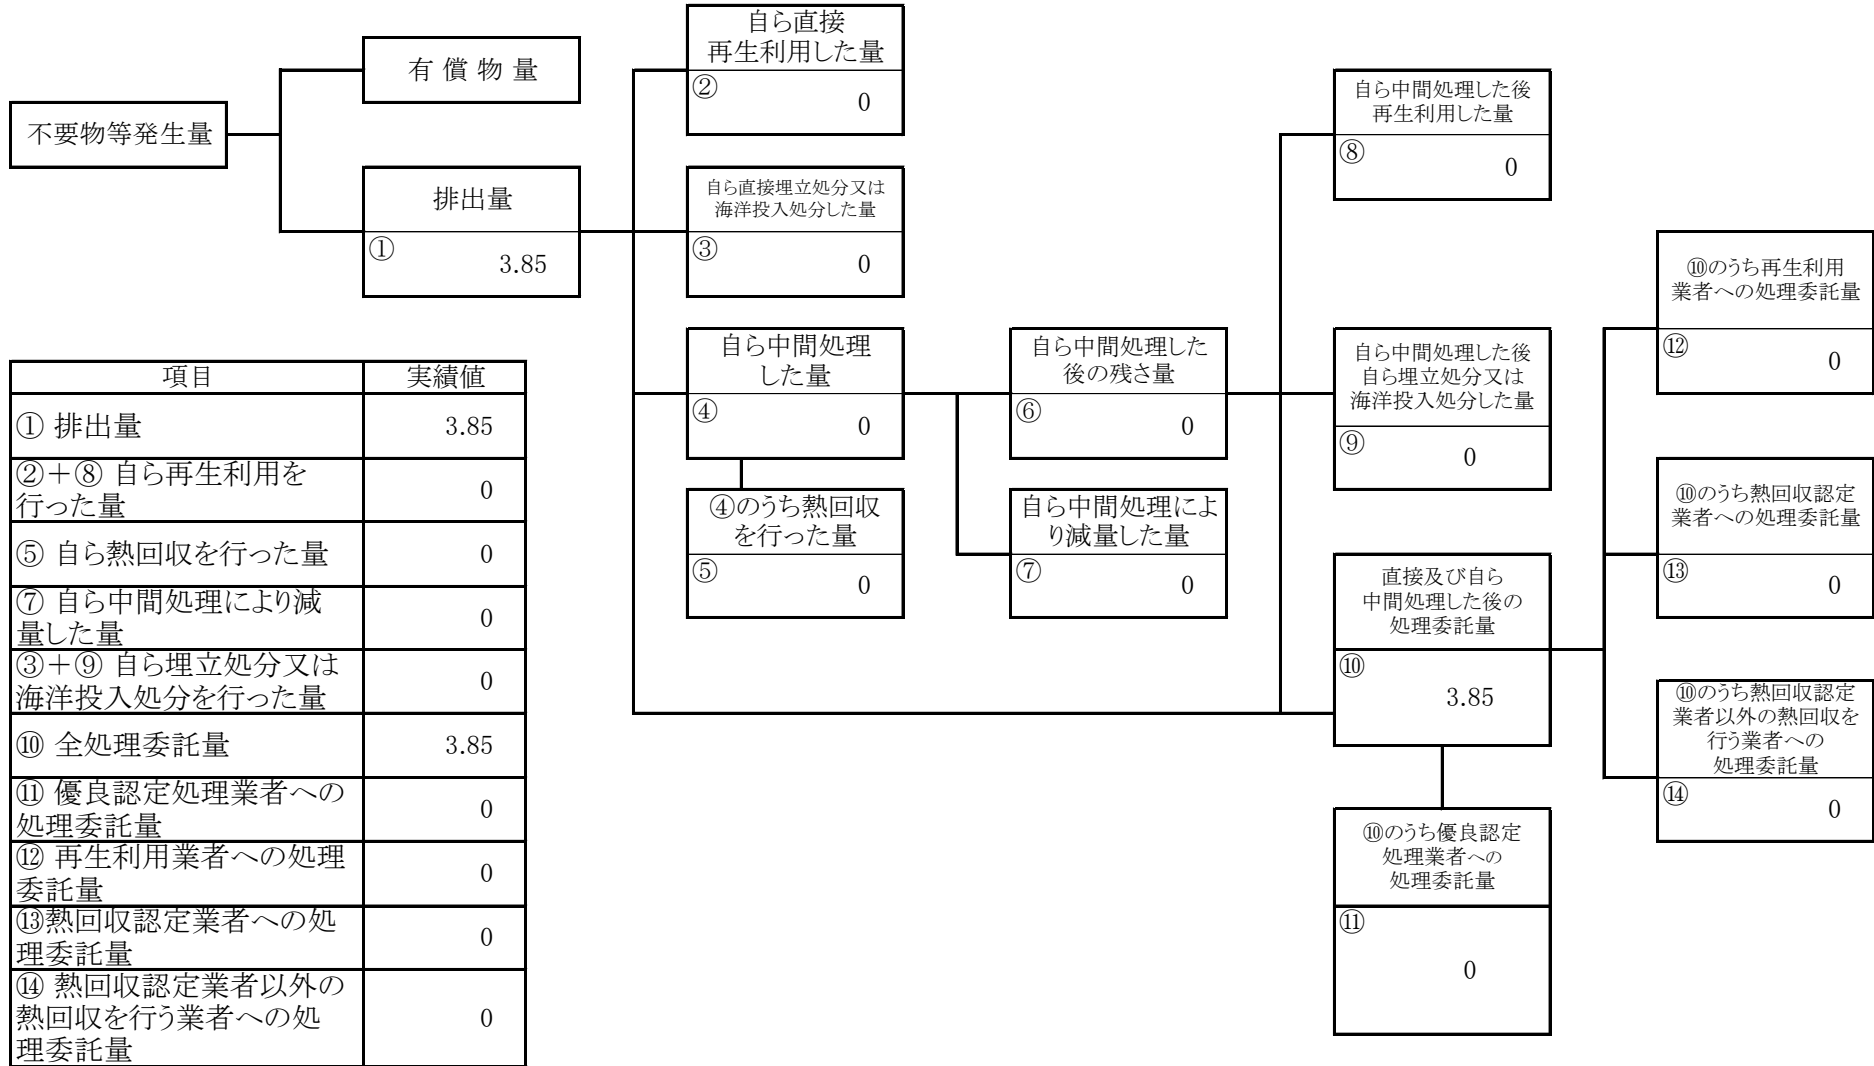 不要物等発生量
有償物量
排出量
①
3.85
自ら直接
再生利用した量
②
0
自ら直接埋立処分又は
海洋投入処分した量
③
0
自ら中間処理
した量
④
0
④のうち熱回収
を行った量
⑤
0
自ら中間処理した
後の残さ量
⑥
0
自ら中間処理によ
り減量した量
⑦
0
自ら中間処理した後
再生利用した量
⑧
0
自ら中間処理した後
自ら埋立処分又は
海洋投入処分した量
⑨
0
直接及び自ら
中間処理した後の
処理委託量
⑩
3.85
⑩のうち優良認定
処理業者への
処理委託量
⑪
0
⑩のうち再生利用
業者への処理委託量
⑫
0
⑩のうち熱回収認定
業者への処理委託量
⑬
0
⑩のうち熱回収認定
業者以外の熱回収を
行う業者への
処理委託量
⑭
0
項目 実績値
① 排出量 3.85
②＋⑧ 自ら再生利用を
行った量 0
⑤ 自ら熱回収を行った量 0
⑦ 自ら中間処理により減
量した量 0
③＋⑨ 自ら埋立処分又は
海洋投入処分を行った量 0
⑩ 全処理委託量 3.85
⑪ 優良認定処理業者への
処理委託量 0
⑫ 再生利用業者への処理
委託量 0
⑬熱回収認定業者への処
理委託量 0
⑭ 熱回収認定業者以外の
熱回収を行う業者への処
理委託量 0